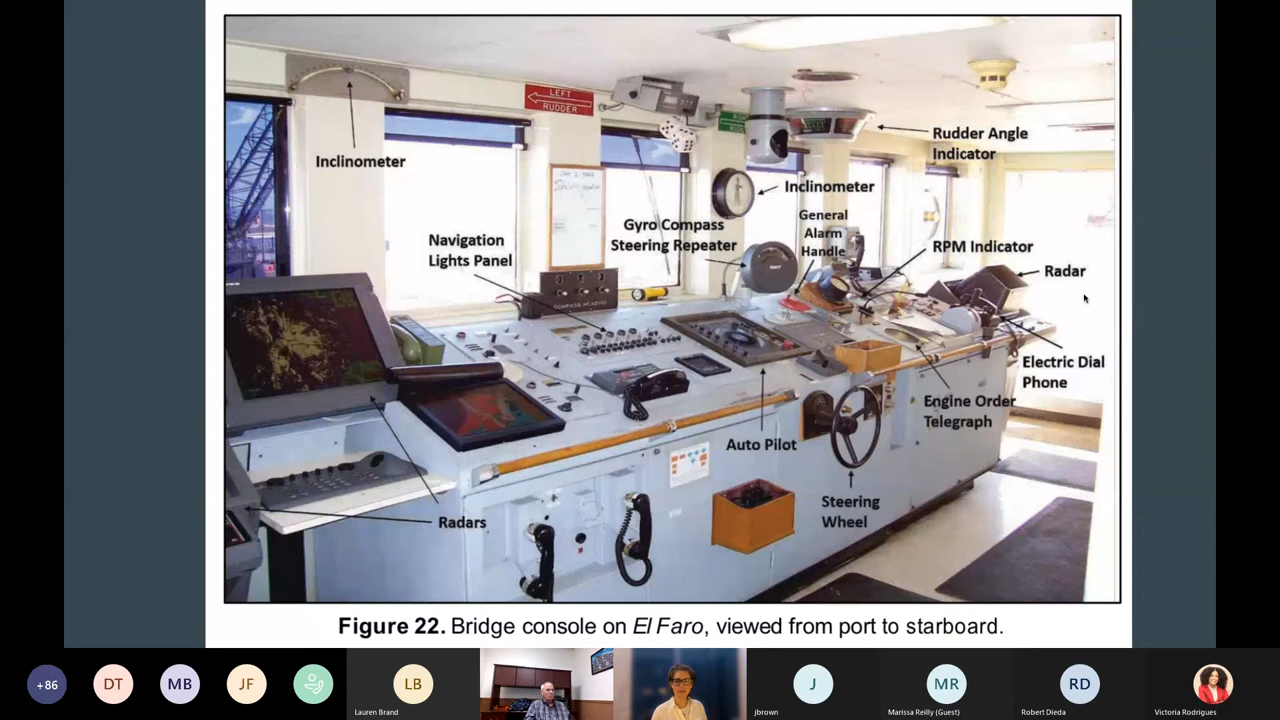 LEFT
RUDDER
Inclinometer
Rudder Angle
Indicator
Inclinometer
General
Alarm
Handle
Gyro Compass
Steering Repeater
Navigation
Lights Panel
RPM Indicator
Radar
COMPASS HEADING
Electric Dial
Phone
Engine Order
Telegraph
Auto Pilot
Steering
Wheel
Radars
Figure 22. Bridge console on El Faro, viewed from port to starboard.
+86
DT
MB
JF
LB
Lauren Brand
J
jbrown
MR
Marissa Reilly (Guest)
RD
Robert Dieda
Victoria Rodrigues